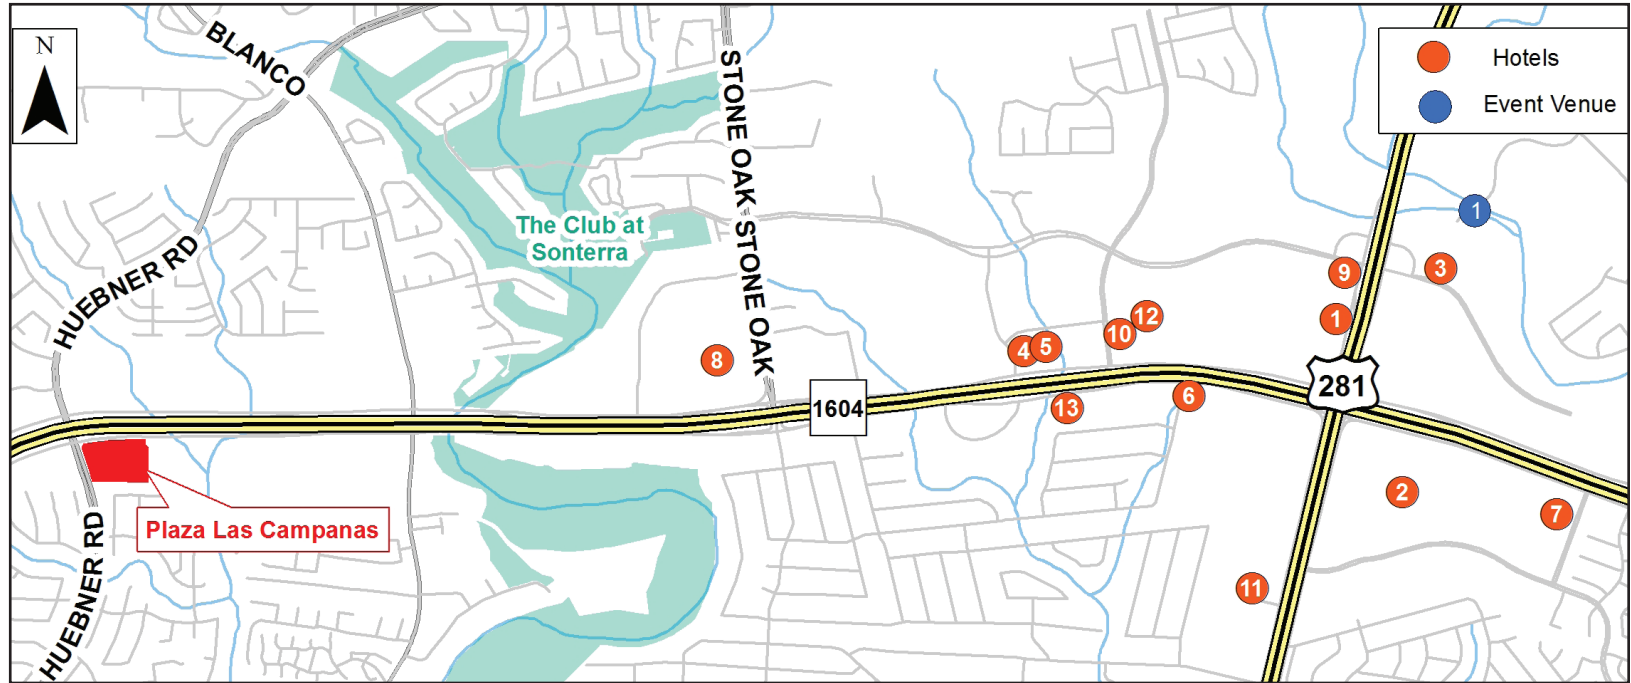 N
BLANCO
HUEBNER RD
HUEBNER RD
STONE OAK
STONE OAK
The Club at
Sonterra
Hotels
Event Venue
1
9
3
1
12
10
4
5
8
6
13
1604
281
2
7
11
Plaza Las Campanas